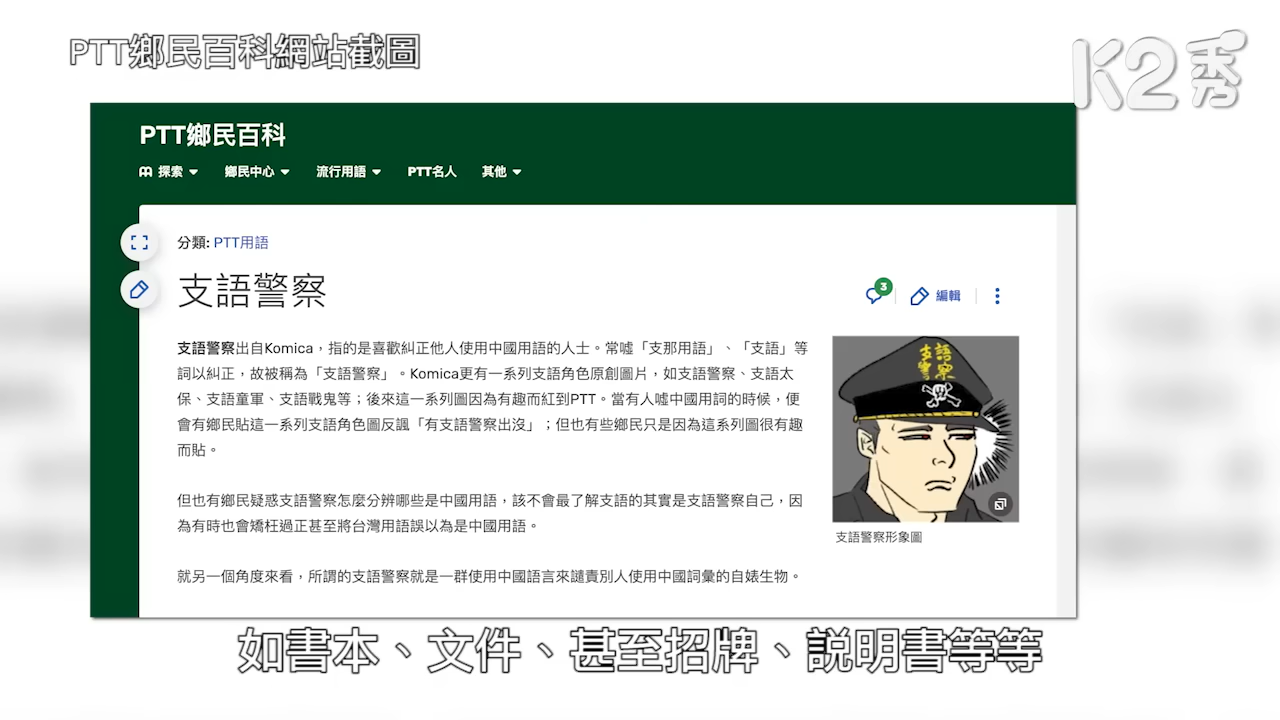 PTT鄉民百科網站截圖
K2秀
PTT鄉民百科
探索
鄉民中心
流行用語
PTT名人
其他
分類: PTT用語
支語警察
3
編輯
支語警察出自Komica，指的是喜歡糾正他人使用中國用語的人士。常噓「支那用語」、「支語」等
詞以糾正，故被稱為「支語警察」。Komica更有一系列支語角色原創圖片，如支語警察、支語太
保、支語童軍、支語戰鬼等；後來這一系列圖因為有趣而紅到PTT。當有人噓中國用詞的時候，便
會有鄉民貼這一系列支語角色圖反諷「有支語警察出沒」；但也有些鄉民只是因為這系列圖很有趣
而貼。
支語警察
支語警察形象圖
但也有鄉民疑惑支語警察怎麼分辨哪些是中國用語，該不會最了解支語的其實是支語警察自己，因
為有時也會矯枉過正甚至將台灣用語誤以為是中國用語。
就另一個角度來看，所謂的支語警察就是一群使用中國語言來譴責別人使用中國詞彙的自婊生物。
如書本、文件、甚至招牌、説明書等等